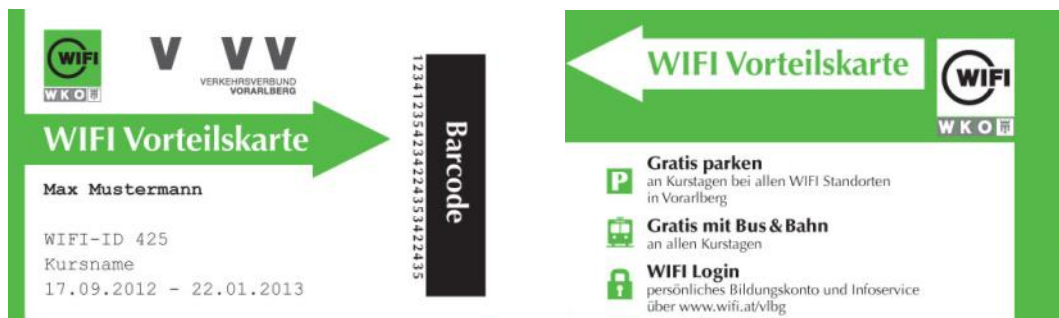 WIFI
WKO
V VV
VERKEHRSVERBUND
VORARLBERG
WIFI Vorteilskarte
Max Mustermann
WIFI-ID 425
Kursname
17.09.2012 - 22.01.2013
123412354234224353422435
Barcode
WIFI Vorteilskarte
WIFI
WKO
P
Gratis parken
an Kurstagen bei allen WIFI Standorten
in Vorarlberg
Gratis mit Bus & Bahn
an allen Kurstagen
WIFI Login
persönliches Bildungskonto und Infoservice
über www.wifi.at/vlbg